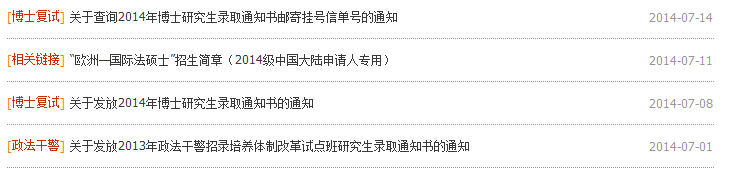 [博士复试] 关于查询2014年博士研究生录取通知书邮寄挂号信单号的通知 2014-07-14
[相关链接] “欧洲—国际法硕士”招生简章（2014级中国大陆申请人专用） 2014-07-11
[博士复试] 关于发放2014年博士研究生录取通知书的通知 2014-07-08
[政法干警] 关于发放2013年政法干警招录培养体制改革试点班研究生录取通知书的通知 2014-07-01